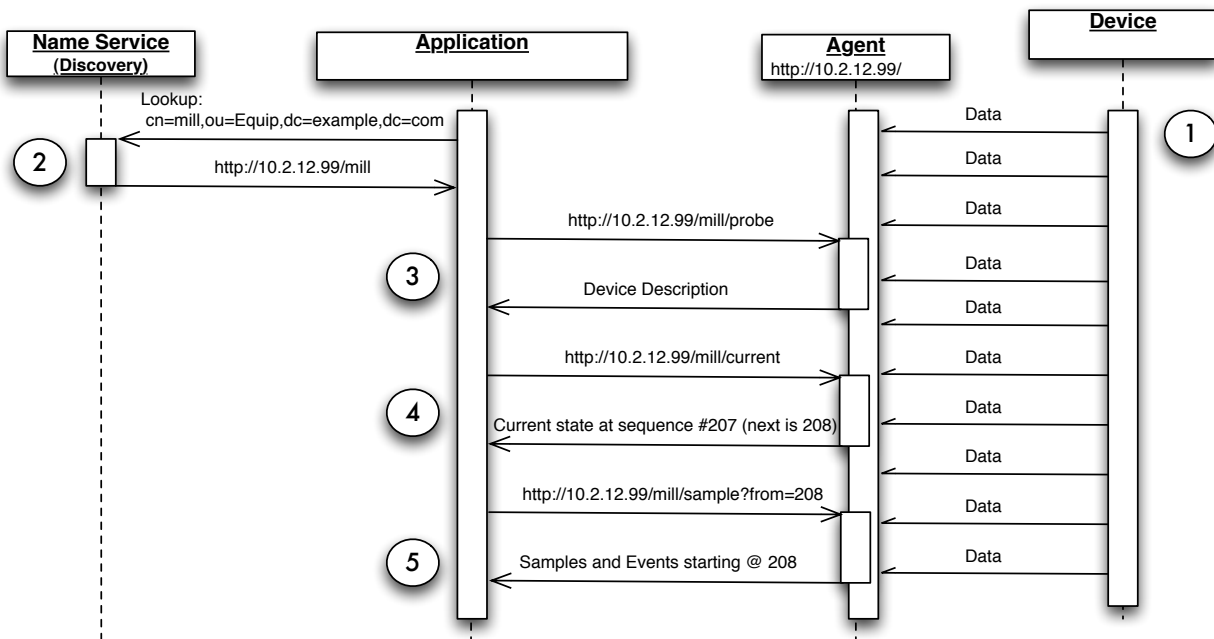 Name Service
(Discovery)
Application
Agent
http://10.2.12.99/
Device
Lookup:
cn=mill,ou=Equip,dc=example,dc=com
Data
1
2
http://10.2.12.99/mill
Data
http://10.2.12.99/mill/probe
Data
3
Device Description
Data
Data
http://10.2.12.99/mill/current
Data
4
Current state at sequence #207 (next is 208)
Data
Data
http://10.2.12.99/mill/sample?from=208
Data
5
Samples and Events starting @ 208
Data